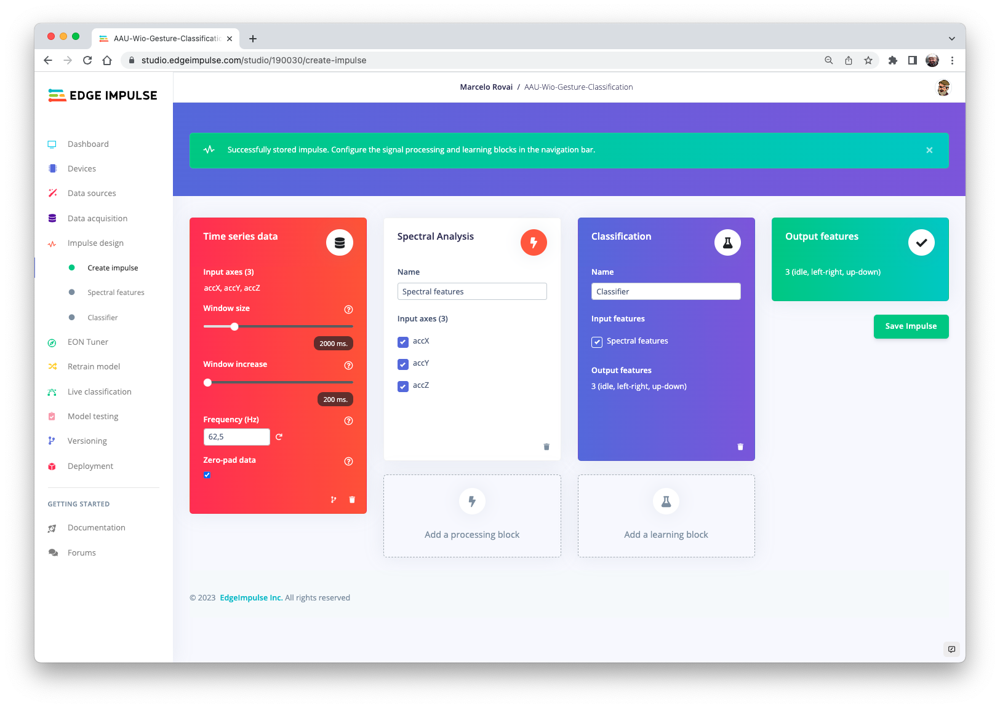 AAU-Wio-Gesture-Classificatio
studio.edgeimpulse.com/studio/190030/create-impulse
EDGE IMPULSE
Marcelo Rovai / AAU-Wio-Gesture-Classification
Dashboard
Devices
Data sources
Data acquisition
Impulse design
Create impulse
Spectral features
Classifier
EON Tuner
Retrain model
Live classification
Model testing
Versioning
Deployment
GETTING STARTED
Documentation
Forums
Successfully stored impulse. Configure the signal processing and learning blocks in the navigation bar.
Time series data
Input axes (3)
accX, accY, accZ
Window size
2000 ms.
Window increase
200 ms.
Frequency (Hz)
62,5
Zero-pad data
Spectral Analysis
Name
Spectral features
Input axes (3)
accX
accY
accZ
Add a processing block
Classification
Name
Classifier
Input features
Spectral features
Output features
3 (idle, left-right, up-down)
Add a learning block
Output features
3 (idle, left-right, up-down)
Save Impulse
© 2023 EdgeImpulse Inc. All rights reserved